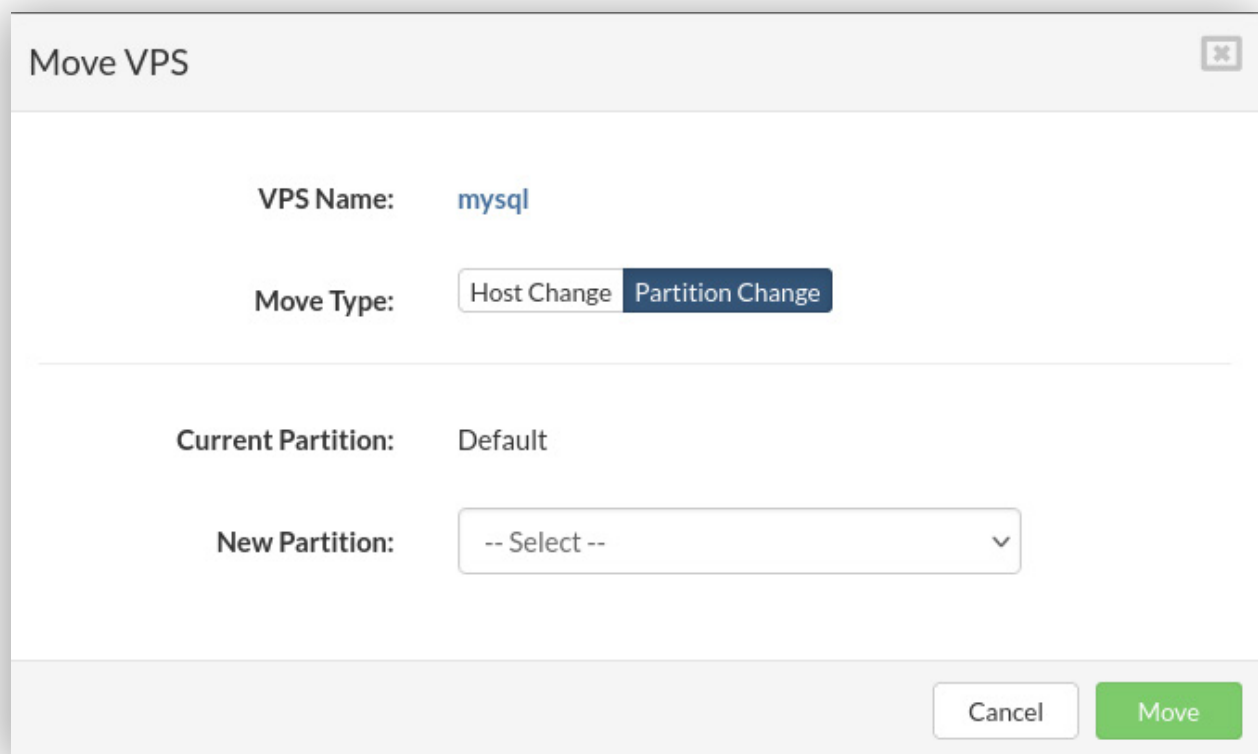 Move VPS
VPS Name: mysql
Move Type: Host Change Partition Change
Current Partition: Default
New Partition: -- Select --
Cancel Move